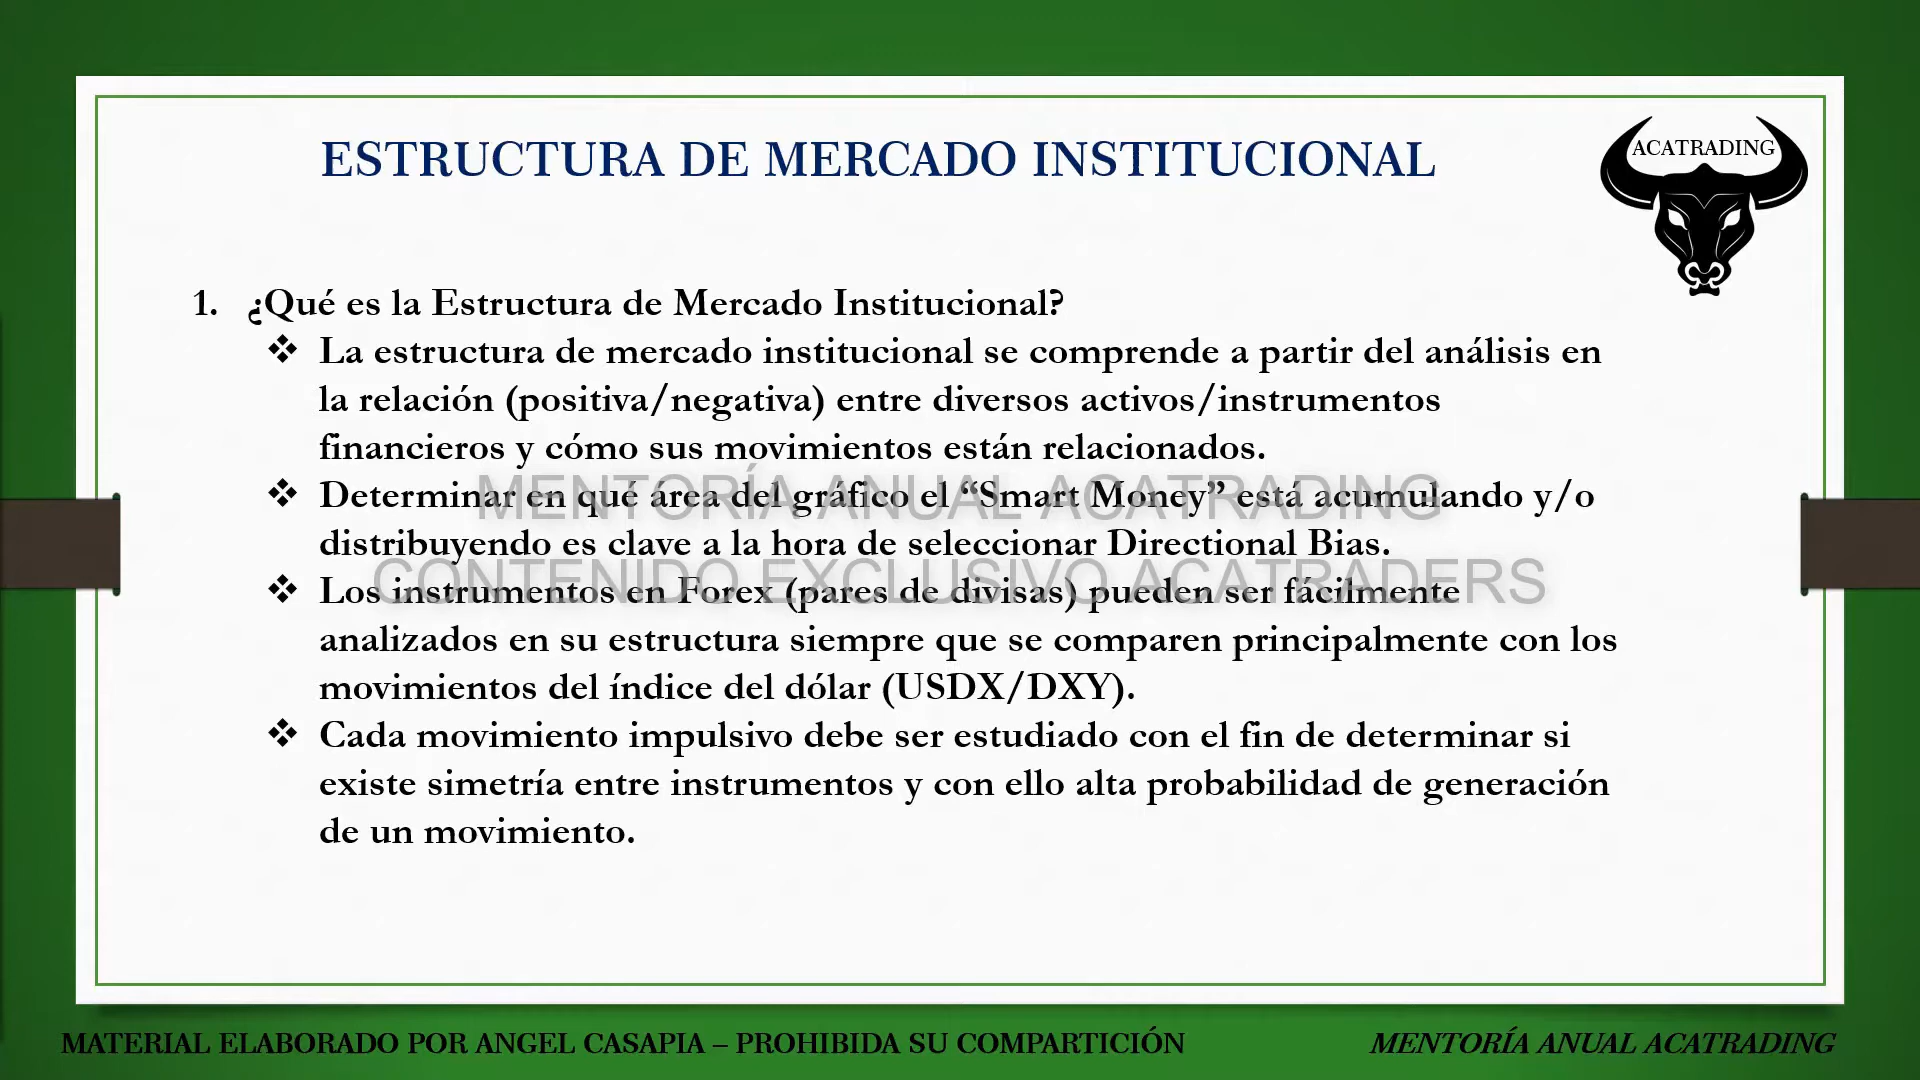 ESTRUCTURA DE MERCADO INSTITUCIONAL
ACATRADING
1. ¿Qué es la Estructura de Mercado Institucional?
❖ La estructura de mercado institucional se comprende a partir del análisis en
la relación (positiva/negativa) entre diversos activos/instrumentos
financieros y cómo sus movimientos están relacionados.
MENTORÍA ANUAL ACATRADING
❖ Determinar en qué área del gráfico el “Smart Money” está acumulando y/o
distribuyendo es clave a la hora de seleccionar Directional Bias.
CONTENIDO EXCLUSIVO ACATRADERS
❖ Los instrumentos en Forex (pares de divisas) pueden ser fácilmente
analizados en su estructura siempre que se comparen principalmente con los
movimientos del índice del dólar (USDX/DXY).
❖ Cada movimiento impulsivo debe ser estudiado con el fin de determinar si
existe simetría entre instrumentos y con ello alta probabilidad de generación
de un movimiento.
MATERIAL ELABORADO POR ANGEL CASAPIA – PROHIBIDA SU COMPARTICIÓN
MENTORÍA ANUAL ACATRADING